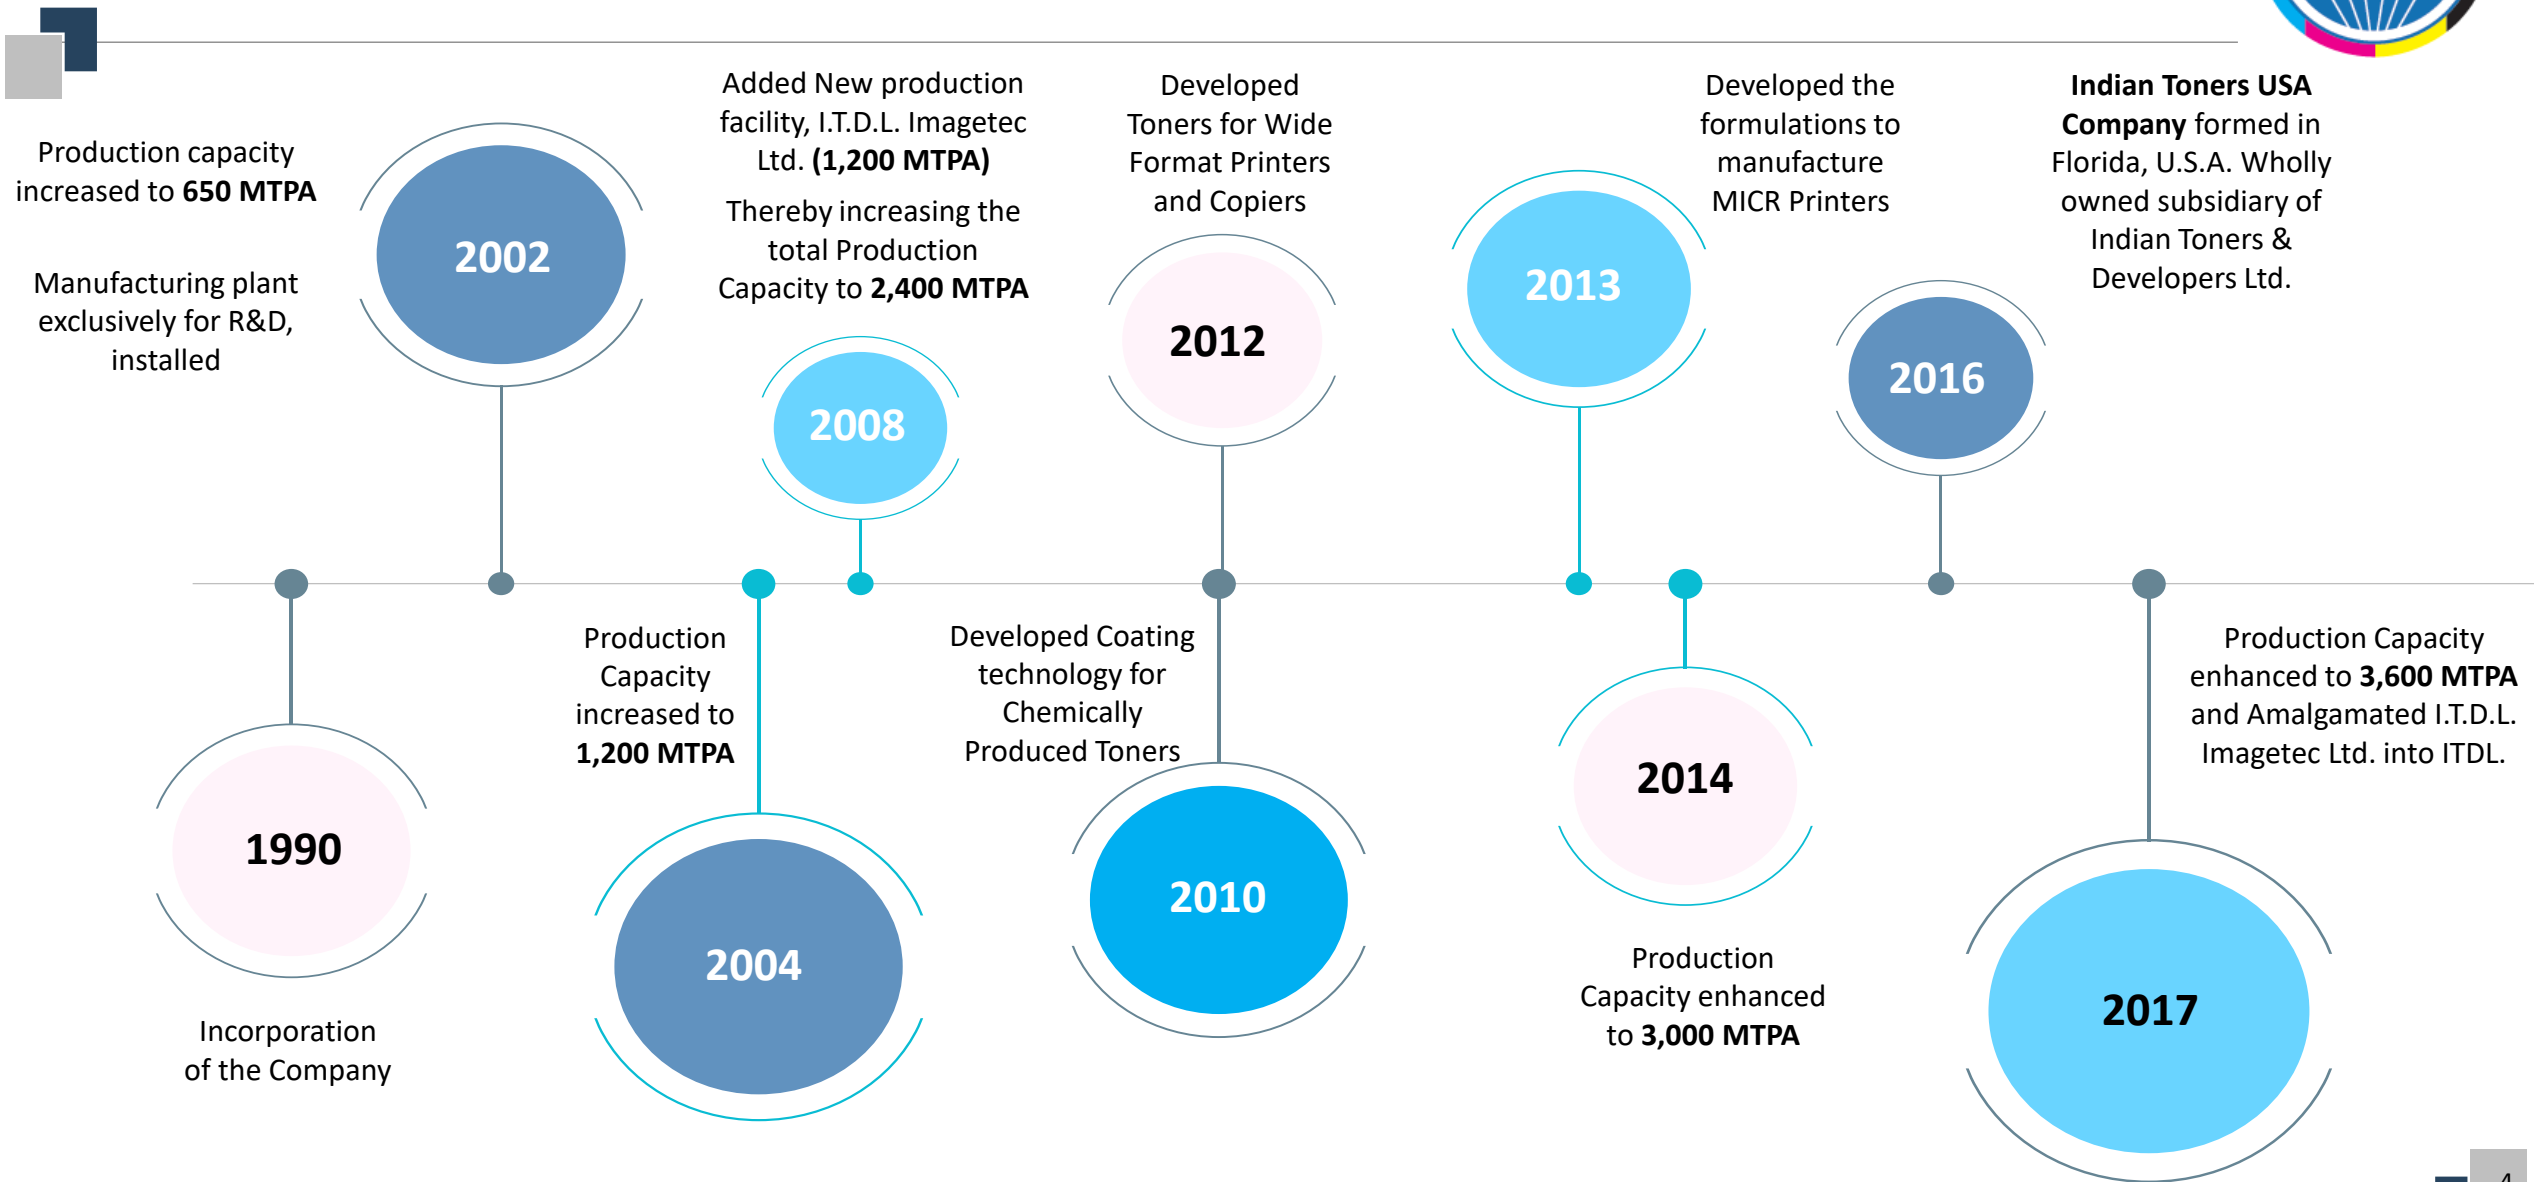 Production capacity
increased to 650 MTPA
Manufacturing plant
exclusively for R&D,
installed
2002
Added New production
facility, I.T.D.L. Imagetec
Ltd. (1,200 MTPA)
Thereby increasing the
total Production
Capacity to 2,400 MTPA
2008
Developed
Toners for Wide
Format Printers
and Copiers
2012
2013
Developed the
formulations to
manufacture
MICR Printers
2016
Indian Toners USA
Company formed in
Florida, U.S.A. Wholly
owned subsidiary of
Indian Toners &
Developers Ltd.
1990
Incorporation
of the Company
Production
Capacity
increased to
1,200 MTPA
2004
Developed Coating
technology for
Chemically
Produced Toners
2010
2014
Production
Capacity enhanced
to 3,000 MTPA
Production Capacity
enhanced to 3,600 MTPA
and Amalgamated I.T.D.L.
Imagetec Ltd. into ITDL.
2017
4